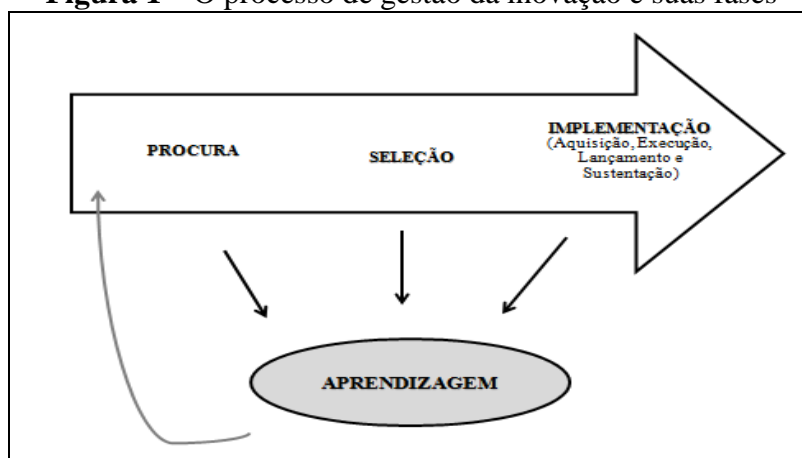 Figura 1 – O processo de gestão da inovação e suas fases
PROCURA
SELEÇÃO
IMPLEMENTAÇÃO
(Aquisição, Execução,
Lançamento e
Sustentação)
APRENDIZAGEM